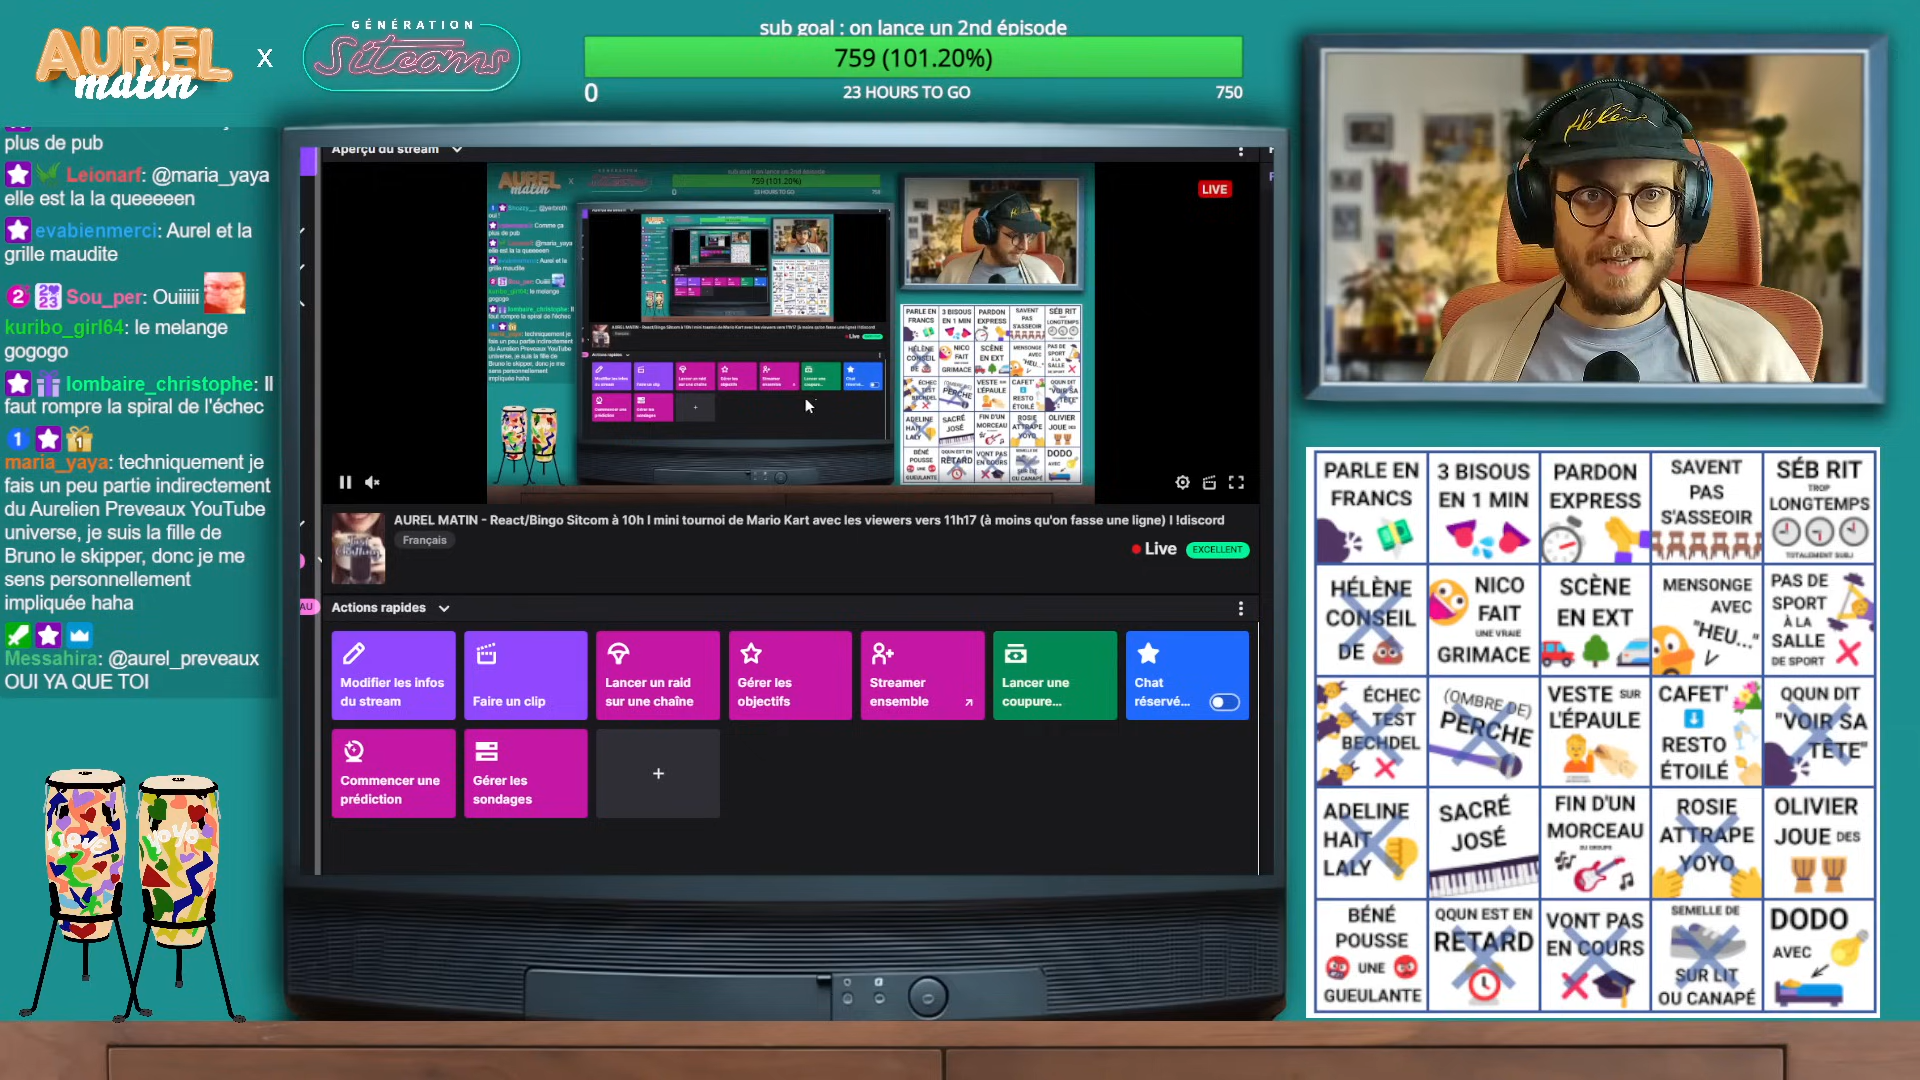 AUREL
matin
X
GÉNÉRATION
Sitcoms
sub goal : on lance un 2nd épisode
759 (101.20%)
0
23 HOURS TO GO
750
plus de pub
Leionarf: @maria_yaya
elle est la la queeeeen
evabienmerci: Aurel et la
grille maudite
Sou_per: Ouiiiii
kuribo_girl64: le melange
gogogo
lombaire_christophe: Il
faut rompre la spiral de l'échec
maria_yaya: techniquement je
fais un peu partie indirectement
du Aurelien Preveaux YouTube
universe, je suis la fille de
Bruno le skipper, donc je me
sens personnellement
impliquée haha
Messahira: @aurel_preveaux
OUI YA QUE TOI
Aperçu du stream
LIVE
AUREL MATIN - React/Bingo Sitcom à 10h I mini tournoi de Mario Kart avec les viewers vers 11h17 (à moins qu'on fasse une ligne) I !discord
Français
Live
EXCELLENT
Actions rapides
Modifier les infos
du stream
Faire un clip
Lancer un raid
sur une chaîne
Gérer les
objectifs
Streamer
ensemble
Lancer une
coupure...
Chat
réservé...
Commencer une
prédiction
Gérer les
sondages
+
AU
Hélène
PARLE EN
FRANCS
3 BISOUS
EN 1 MIN
PARDON
EXPRESS
SAVENT
PAS
S'ASSEOIR
SÉB RIT
TROP
LONGTEMPS
TOTALEMENT SUBJ
HÉLÈNE
CONSEIL
DE
NICO
FAIT
UNE VRAIE
GRIMACE
SCÈNE
EN EXT
MENSONGE
AVEC
"HEU..."
PAS DE
SPORT
À LA
SALLE
DE SPORT
ÉCHEC
TEST
BECHDEL
(OMBRE DE)
PERCHE
VESTE SUR
L'ÉPAULE
CAFET'
RESTO
ÉTOILÉ
QQUN DIT
"VOIR SA
TÊTE"
ADELINE
HAIT
LALY
SACRÉ
JOSÉ
FIN D'UN
MORCEAU
DU GROUPE
ROSIE
ATTRAPE
YOYO
OLIVIER
JOUE DES
BÉNÉ
POUSSE
UNE
GUEULANTE
QQUN EST EN
RETARD
VONT PAS
EN COURS
SEMELLE DE
SUR LIT
OU CANAPÉ
DODO
AVEC
LOVE
YOYO